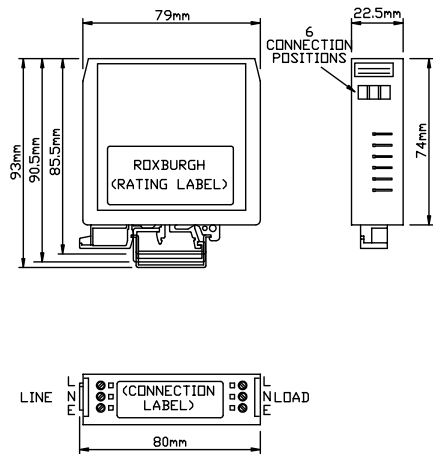 79mm
22.5mm
6
CONNECTION
POSITIONS
93mm
90.5mm
85.5mm
74mm
ROXBURGH
(RATING LABEL)
LINE
L
N
E
(CONNECTION
LABEL)
L
N
E
LOAD
80mm